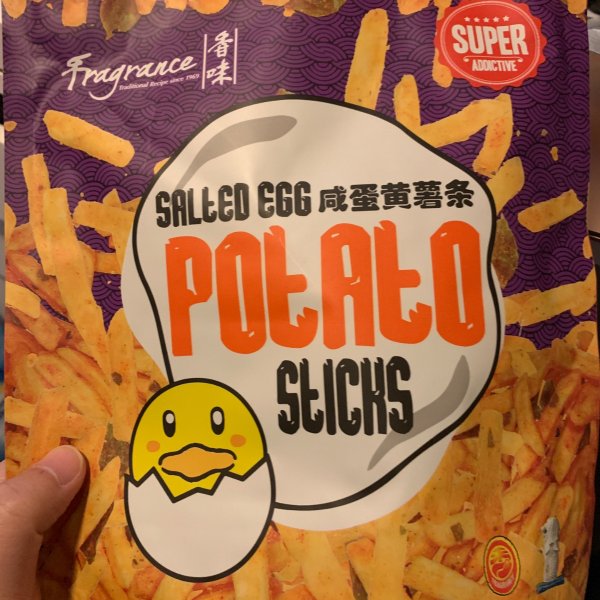 Fragrance
香味
Traditional Recipe since 1969
SUPER
ADDICTIVE
SALTED EGG 咸蛋黄薯条
POTATO
STICKS